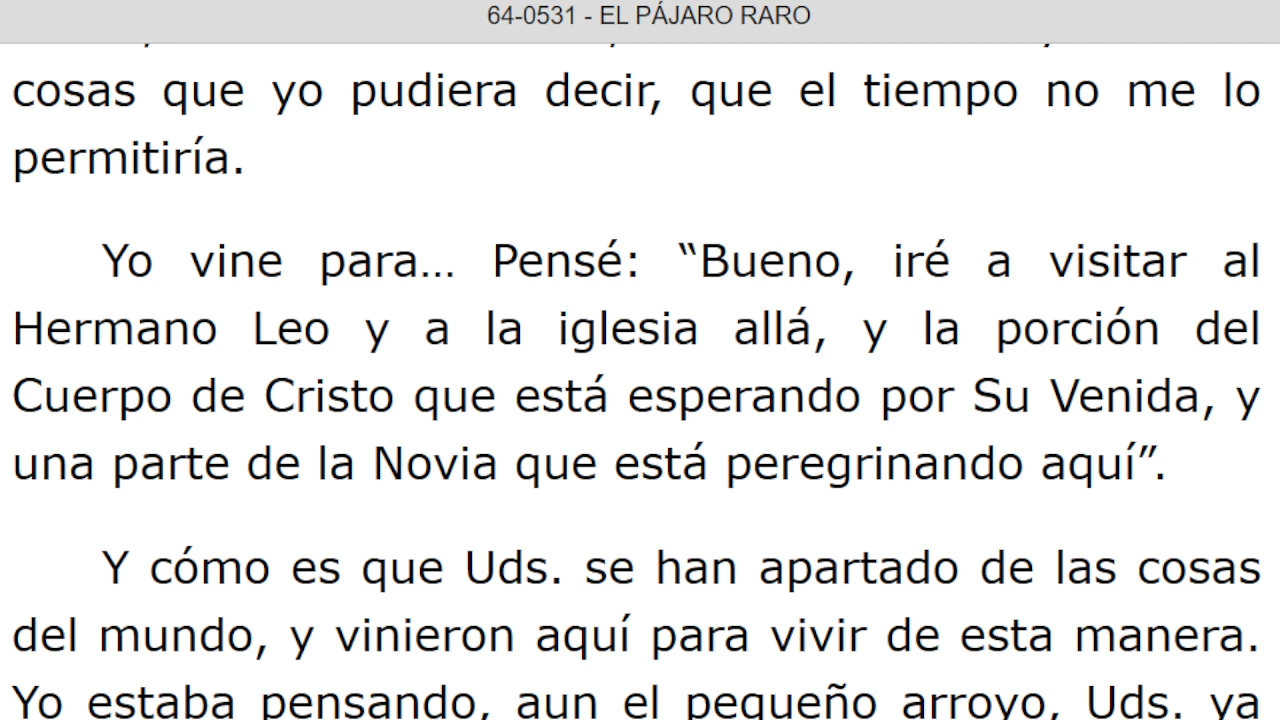 64-0531 - EL PÁJARO RARO
cosas que yo pudiera decir, que el tiempo no me lo
permitiría.
Yo vine para… Pensé: “Bueno, iré a visitar al
Hermano Leo y a la iglesia allá, y la porción del
Cuerpo de Cristo que está esperando por Su Venida, y
una parte de la Novia que está peregrinando aquí”.
Y cómo es que Uds. se han apartado de las cosas
del mundo, y vinieron aquí para vivir de esta manera.
Yo estaba pensando, aun el pequeño arroyo, Uds. ya